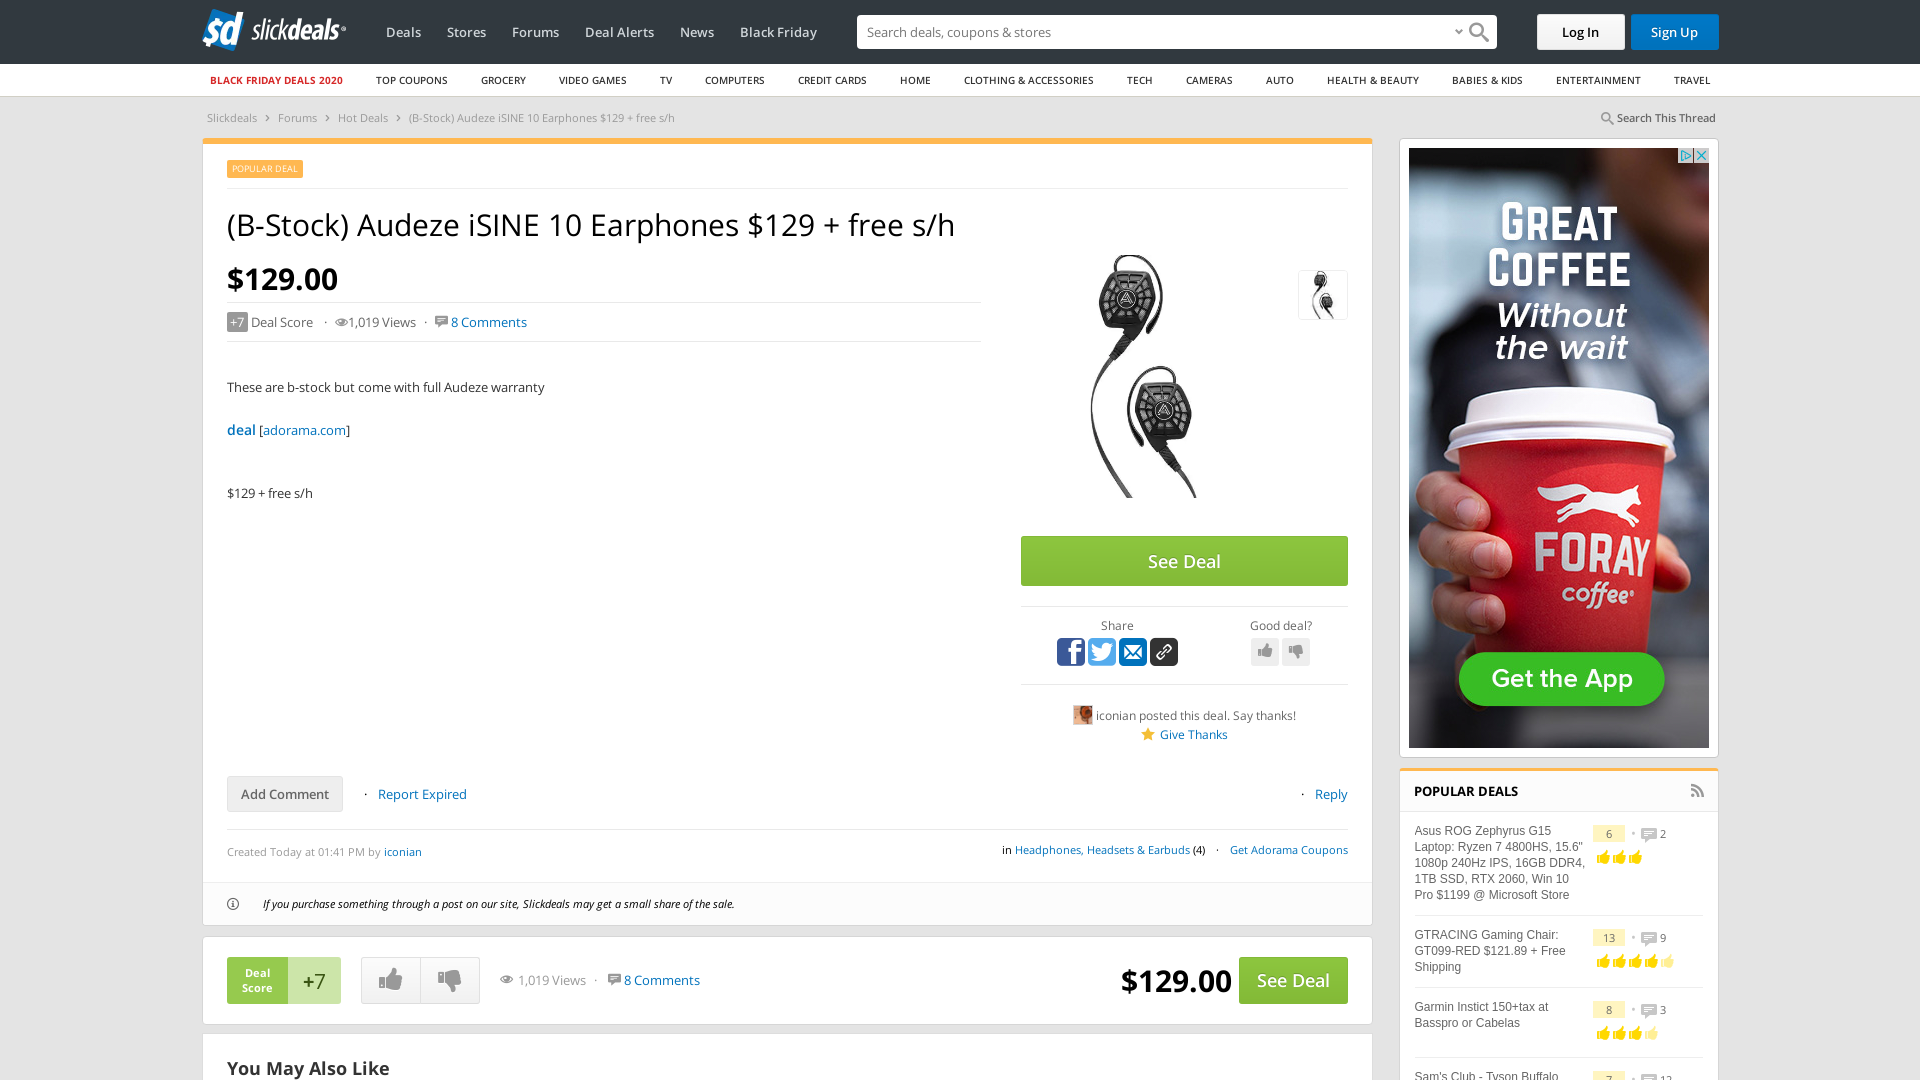 sd slickdeals®
Deals Stores Forums Deal Alerts News Black Friday
Search deals, coupons & stores
Log In
Sign Up
BLACK FRIDAY DEALS 2020 TOP COUPONS GROCERY VIDEO GAMES TV COMPUTERS CREDIT CARDS HOME CLOTHING & ACCESSORIES TECH CAMERAS AUTO HEALTH & BEAUTY BABIES & KIDS ENTERTAINMENT TRAVEL
Slickdeals › Forums › Hot Deals › (B-Stock) Audeze iSINE 10 Earphones $129 + free s/h
Search This Thread
POPULAR DEAL
(B-Stock) Audeze iSINE 10 Earphones $129 + free s/h
$129.00
+7 Deal Score · 1,019 Views · 8 Comments
These are b-stock but come with full Audeze warranty
deal [adorama.com]
$129 + free s/h
See Deal
Share
Good deal?
iconian posted this deal. Say thanks!
Give Thanks
Add Comment · Report Expired
· Reply
Created Today at 01:41 PM by iconian
in Headphones, Headsets & Earbuds (4) · Get Adorama Coupons
If you purchase something through a post on our site, Slickdeals may get a small share of the sale.
Deal
Score
+7
1,019 Views · 8 Comments
$129.00
See Deal
You May Also Like
GREAT
COFFEE
Without
the wait
FORAY
coffee®
Get the App
POPULAR DEALS
Asus ROG Zephyrus G15
Laptop: Ryzen 7 4800HS, 15.6"
1080p 240Hz IPS, 16GB DDR4,
1TB SSD, RTX 2060, Win 10
Pro $1199 @ Microsoft Store
6 • 2
GTRACING Gaming Chair:
GT099-RED $121.89 + Free
Shipping
13 • 9
Garmin Instict 150+tax at
Basspro or Cabelas
8 • 3
Sam's Club - Tyson Buffalo
7 • 12